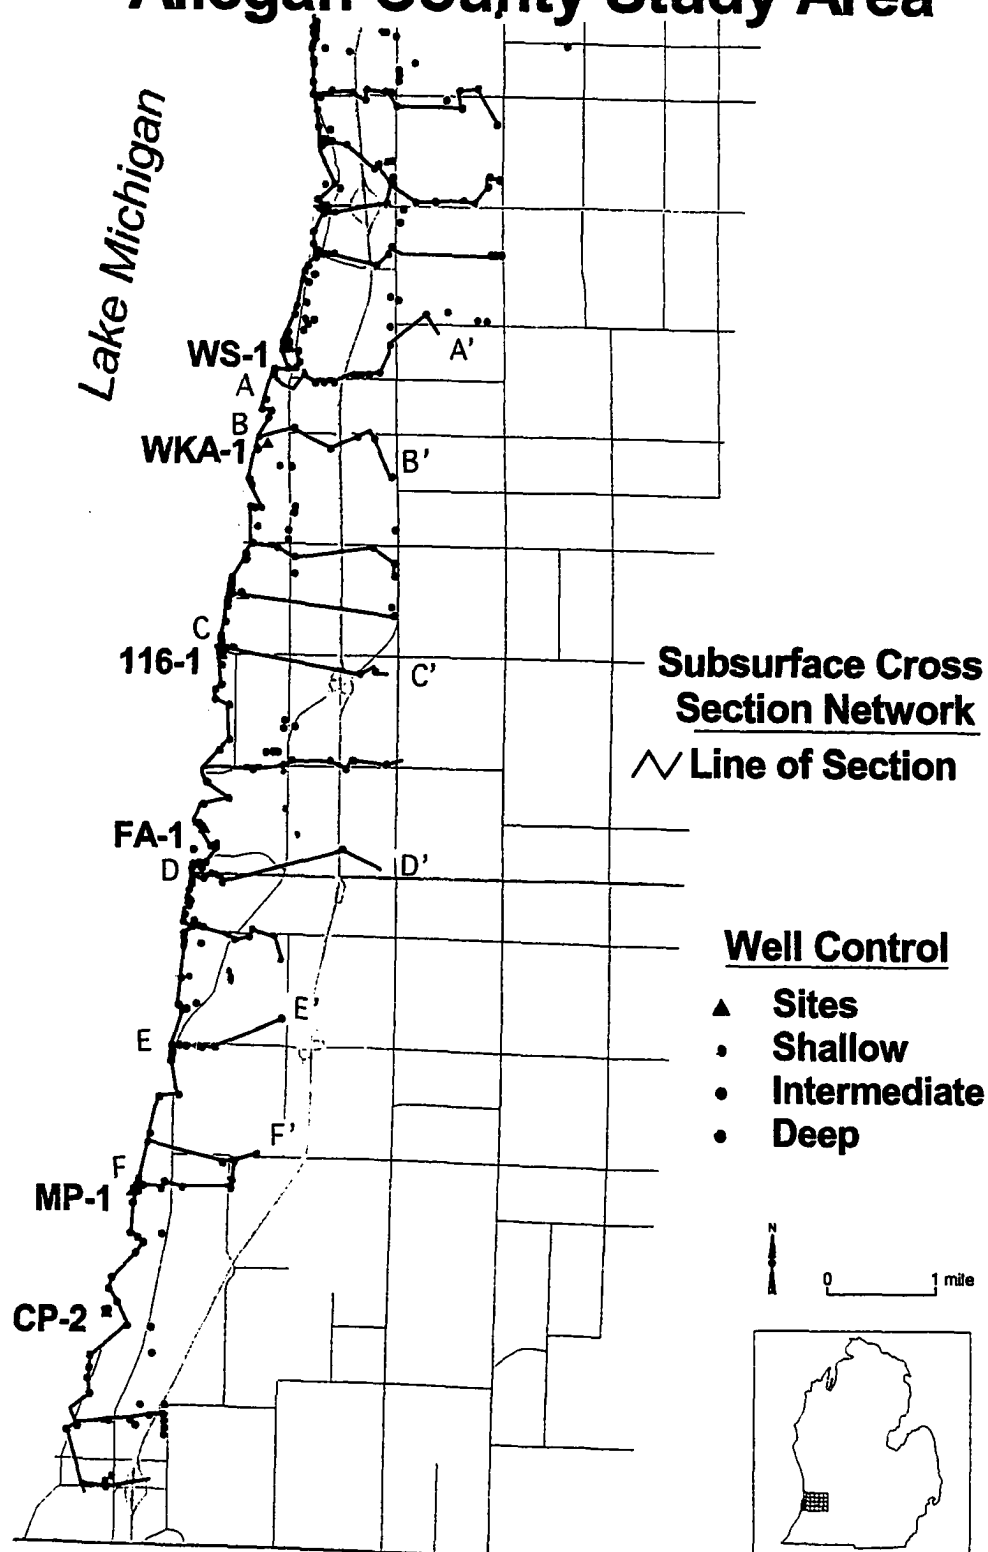 Allegan County Study Area
Lake Michigan
WS-1
A
A'
B
WKA-1
B'
C
116-1
C'
Subsurface Cross
Section Network
Line of Section
FA-1
D
D'
Well Control
Sites
Shallow
Intermediate
Deep
E
E'
F
F'
MP-1
CP-2
N
0 1 mile